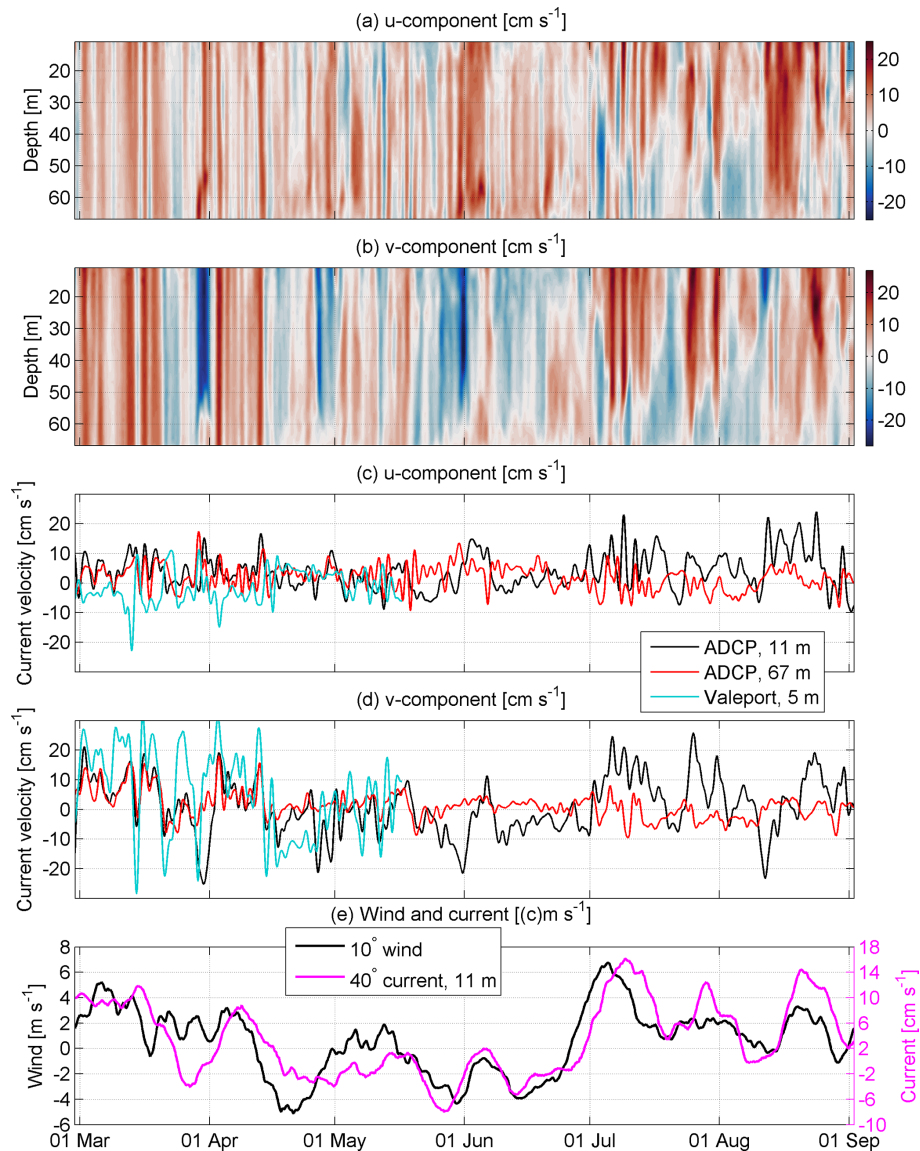 (a) u-component [cm s⁻¹]
Depth [m]
20
30
40
50
60
20
10
0
-10
-20
(b) v-component [cm s⁻¹]
Depth [m]
20
30
40
50
60
20
10
0
-10
-20
(c) u-component [cm s⁻¹]
Current velocity [cm s⁻¹]
20
10
0
-10
-20
ADCP, 11 m
ADCP, 67 m
Valeport, 5 m
(d) v-component [cm s⁻¹]
Current velocity [cm s⁻¹]
20
10
0
-10
-20
(e) Wind and current [(c)m s⁻¹]
10° wind
40° current, 11 m
Wind [m s⁻¹]
8
6
4
2
0
-2
-4
-6
18
14
10
6
2
-2
-6
-10
Current [cm s⁻¹]
01 Mar 01 Apr 01 May 01 Jun 01 Jul 01 Aug 01 Sep